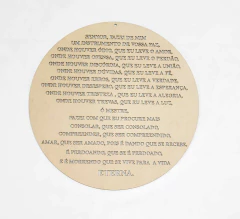 SENHOR, FAZEI DE MIM
UM INSTRUMENTO DE VOSSA PAZ.
ONDE HOUVER ÓDIO, QUE EU LEVE O AMOR,
ONDE HOUVER OFENSA, QUE EU LEVE O PERDÃO,
ONDE HOUVER DISCÓRDIA, QUE EU LEVE A UNIÃO,
ONDE HOUVER DÚVIDAS, QUE EU LEVE A FÉ,
ONDE HOUVER ERROS, QUE EU LEVE A VERDADE,
ONDE HOUVER DESESPERO, QUE EU LEVE A ESPERANÇA,
ONDE HOUVER TRISTEZA, QUE EU LEVE A ALEGRIA,
ONDE HOUVER TREVAS, QUE EU LEVE A LUZ.
Ó MESTRE,
FAZEI COM QUE EU PROCURE MAIS
CONSOLAR, QUE SER CONSOLADO,
COMPREENDER, QUE SER COMPREENDIDO,
AMAR, QUE SER AMADO, POIS É DANDO QUE SE RECEBE,
É PERDOANDO, QUE SE É PERDOADO,
E É MORRENDO QUE SE VIVE PARA A VIDA
ETERNA.